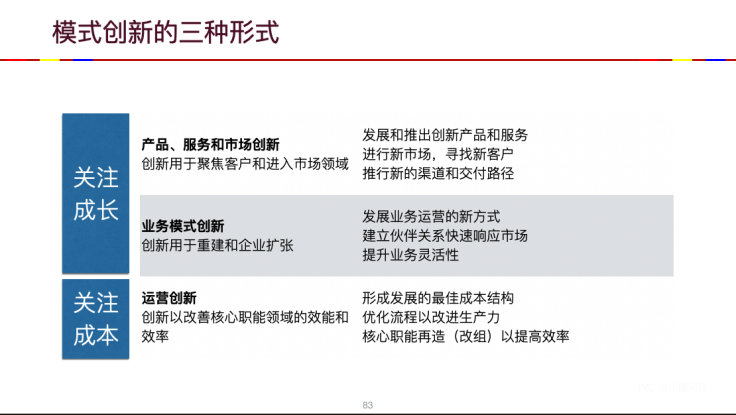 模式创新的三种形式
关注
成长
产品、服务和市场创新
创新用于聚焦客户和进入市场领域
发展和推出创新产品和服务
进行新市场，寻找新客户
推行新的渠道和交付路径
业务模式创新
创新用于重建和企业扩张
发展业务运营的新方式
建立伙伴关系快速响应市场
提升业务灵活性
关注
成本
运营创新
创新以改善核心职能领域的效能和
效率
形成发展的最佳成本结构
优化流程以改进生产力
核心职能再造（改组）以提高效率
83